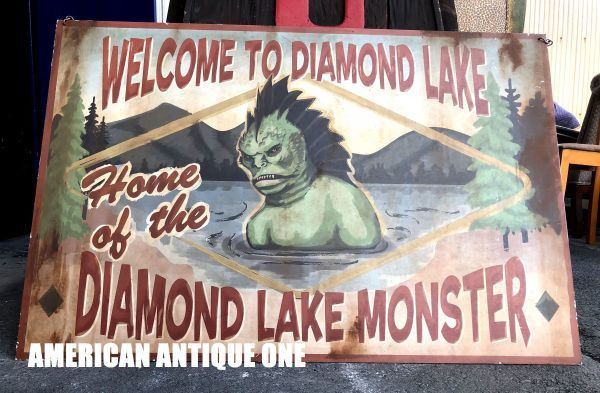 WELCOME TO DIAMOND LAKE
Home
of the
DIAMOND LAKE MONSTER
AMERICAN ANTIQUE ONE